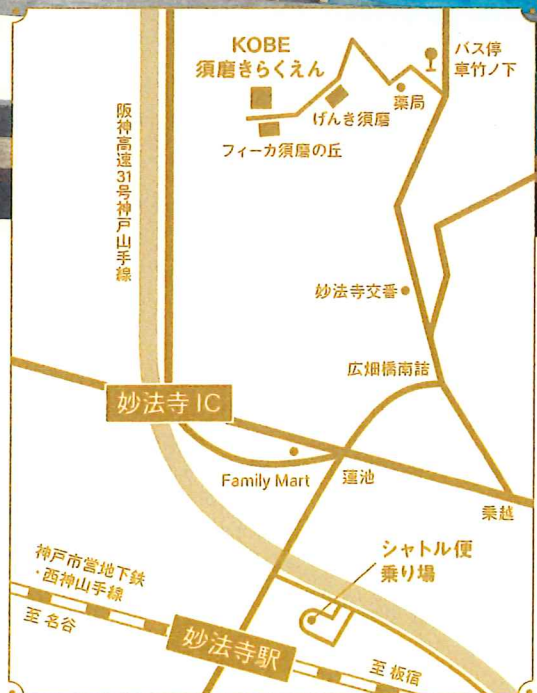 KOBE
須磨きらくえん
バス停
車竹ノ下
薬局
げんき須磨
フィーカ須磨の丘
阪神高速31号神戸山手線
妙法寺交番
広畑橋南詰
妙法寺 IC
Family Mart
蓮池
乗越
シャトル便
乗り場
神戸市営地下鉄
・西神山手線
至 名谷
妙法寺駅
至 板宿